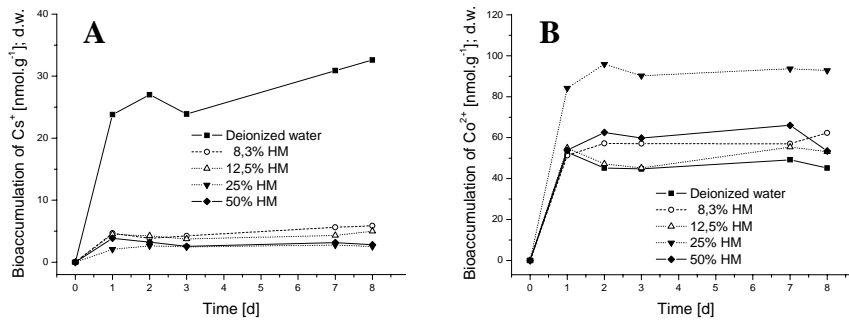 A
Bioaccumulation of Cs⁺ [nmol.g⁻¹]; d.w.
40
30
20
10
0
Deionized water
8,3% HM
12,5% HM
25% HM
50% HM
0 1 2 3 4 5 6 7 8
Time [d]
B
Bioaccumulation of Co²⁺ [nmol.g⁻¹]; d.w.
120
100
80
60
40
20
0
Deionized water
8,3% HM
12,5% HM
25% HM
50% HM
0 1 2 3 4 5 6 7 8
Time [d]